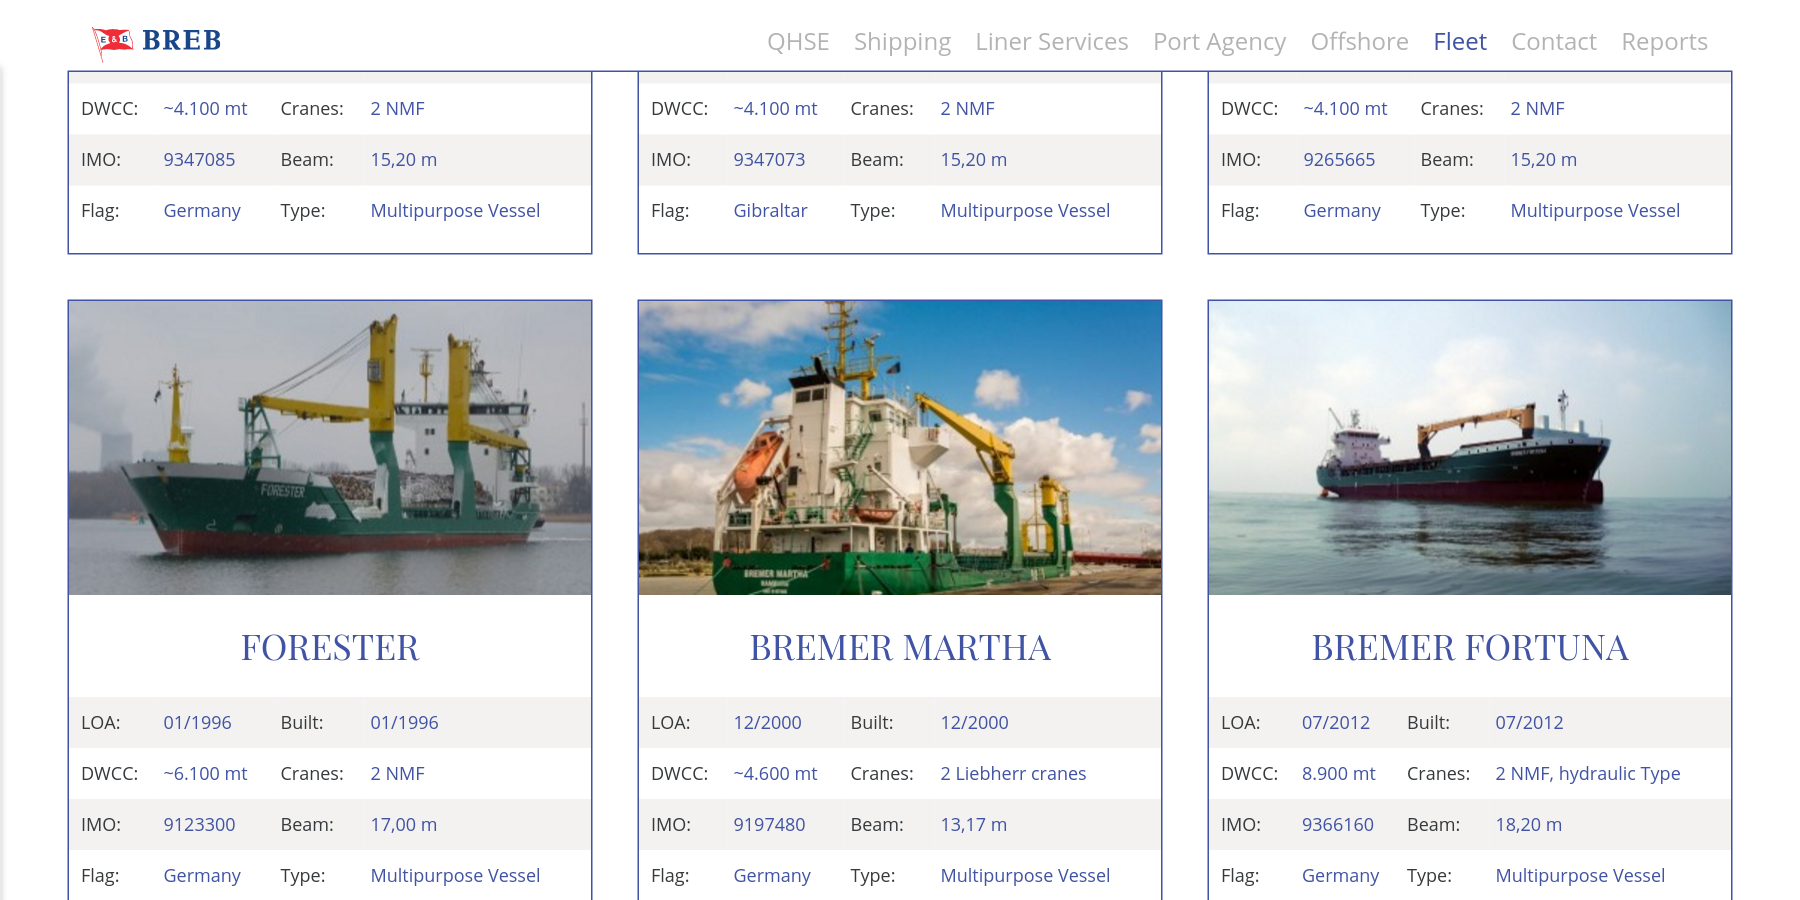 E & B BREB
QHSE Shipping Liner Services Port Agency Offshore Fleet Contact Reports
DWCC: ~4.100 mt Cranes: 2 NMF
IMO: 9347085 Beam: 15,20 m
Flag: Germany Type: Multipurpose Vessel
DWCC: ~4.100 mt Cranes: 2 NMF
IMO: 9347073 Beam: 15,20 m
Flag: Gibraltar Type: Multipurpose Vessel
DWCC: ~4.100 mt Cranes: 2 NMF
IMO: 9265665 Beam: 15,20 m
Flag: Germany Type: Multipurpose Vessel
FORESTER
FORESTER
LOA: 01/1996 Built: 01/1996
DWCC: ~6.100 mt Cranes: 2 NMF
IMO: 9123300 Beam: 17,00 m
Flag: Germany Type: Multipurpose Vessel
BREMER MARTHA
BREMER MARTHA
LOA: 12/2000 Built: 12/2000
DWCC: ~4.600 mt Cranes: 2 Liebherr cranes
IMO: 9197480 Beam: 13,17 m
Flag: Germany Type: Multipurpose Vessel
BREMER FORTUNA
LOA: 07/2012 Built: 07/2012
DWCC: 8.900 mt Cranes: 2 NMF, hydraulic Type
IMO: 9366160 Beam: 18,20 m
Flag: Germany Type: Multipurpose Vessel